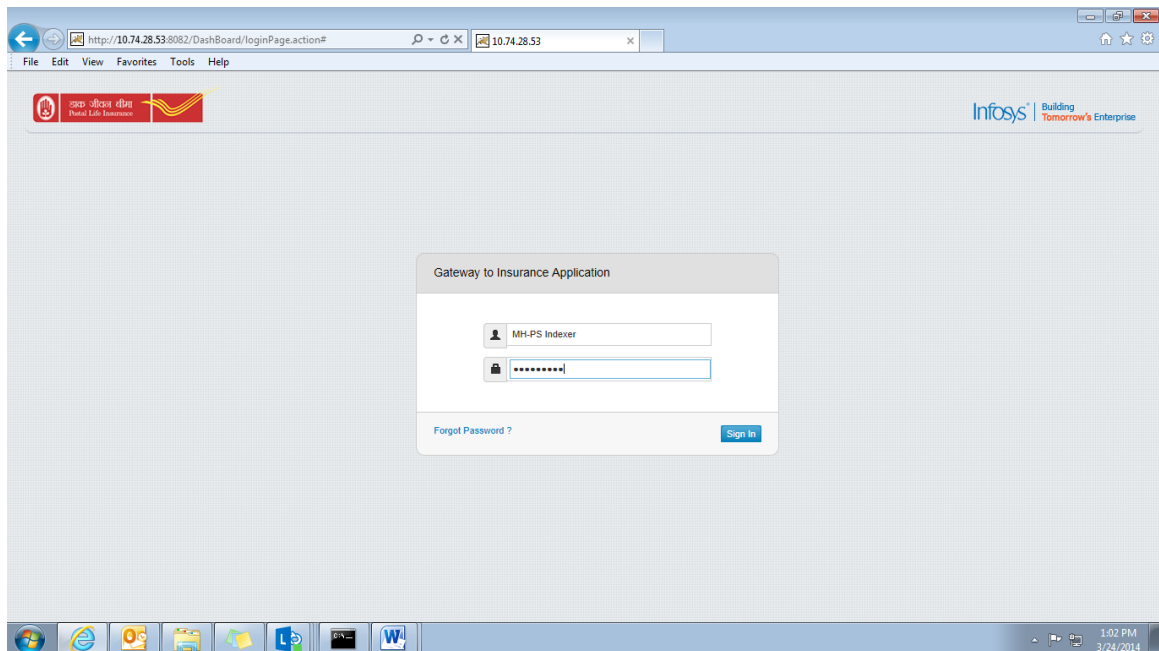 http://10.74.28.53:8082/DashBoard/loginPage.action#
10.74.28.53
File Edit View Favorites Tools Help
डाक जीवन बीमा
Postal Life Insurance
Infosys | Building
Tomorrow's Enterprise
Gateway to Insurance Application
MH-PS Indexer
Forgot Password ?
Sign In
1:02 PM
3/24/2014